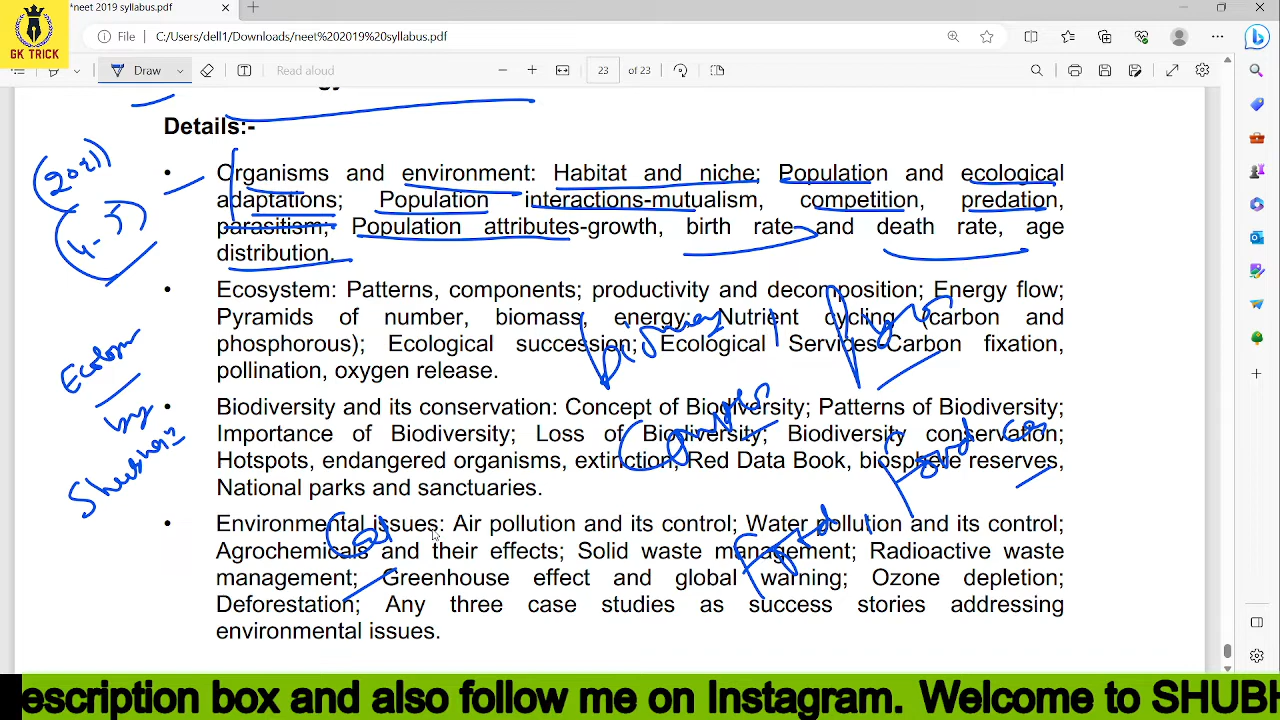 *neet 2019 syllabus.pdf
GK TRICK
File C:/Users/dell1/Downloads/neet%202019%20syllabus.pdf
Draw Read aloud 23 of 23
Details:-
• Organisms and environment: Habitat and niche; Population and ecological
adaptations; Population interactions-mutualism, competition, predation,
parasitism; Population attributes-growth, birth rate and death rate, age
distribution.
• Ecosystem: Patterns, components; productivity and decomposition; Energy flow;
Pyramids of number, biomass, energy; Nutrient cycling (carbon and
phosphorous); Ecological succession; Ecological Services-Carbon fixation,
pollination, oxygen release.
• Biodiversity and its conservation: Concept of Biodiversity; Patterns of Biodiversity;
Importance of Biodiversity; Loss of Biodiversity; Biodiversity conservation;
Hotspots, endangered organisms, extinction, Red Data Book, biosphere reserves,
National parks and sanctuaries.
• Environmental issues: Air pollution and its control; Water pollution and its control;
Agrochemicals and their effects; Solid waste management; Radioactive waste
management; Greenhouse effect and global warning; Ozone depletion;
Deforestation; Any three case studies as success stories addressing
environmental issues.
escription box and also follow me on Instagram. Welcome to SHUBH